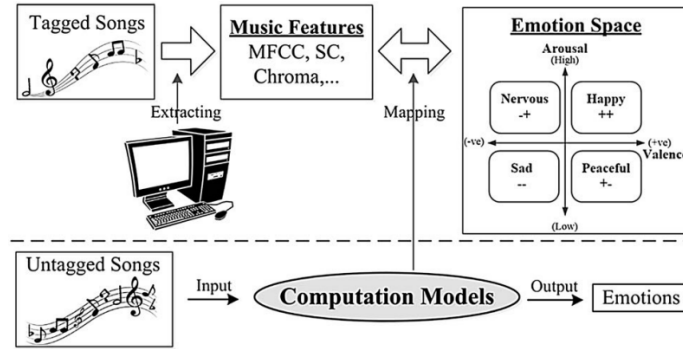 Tagged Songs
Music Features
MFCC, SC,
Chroma,...
Extracting
Mapping
Emotion Space
Arousal
(High)
Nervous
-+
Happy
++
(-ve)
(+ve)
Valence
Sad
--
Peaceful
+-
(Low)
Untagged Songs
Input
Computation Models
Output
Emotions